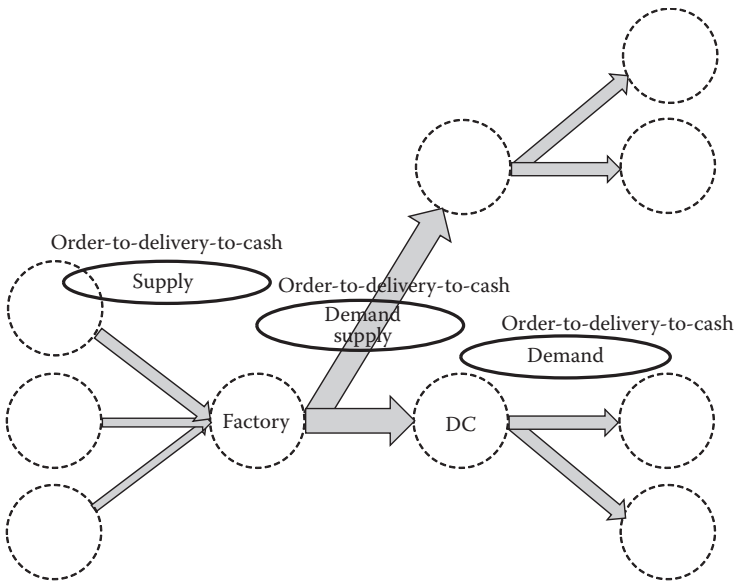 Order-to-delivery-to-cash
Supply
Order-to-delivery-to-cash
Demand
supply
Order-to-delivery-to-cash
Demand
Factory
DC